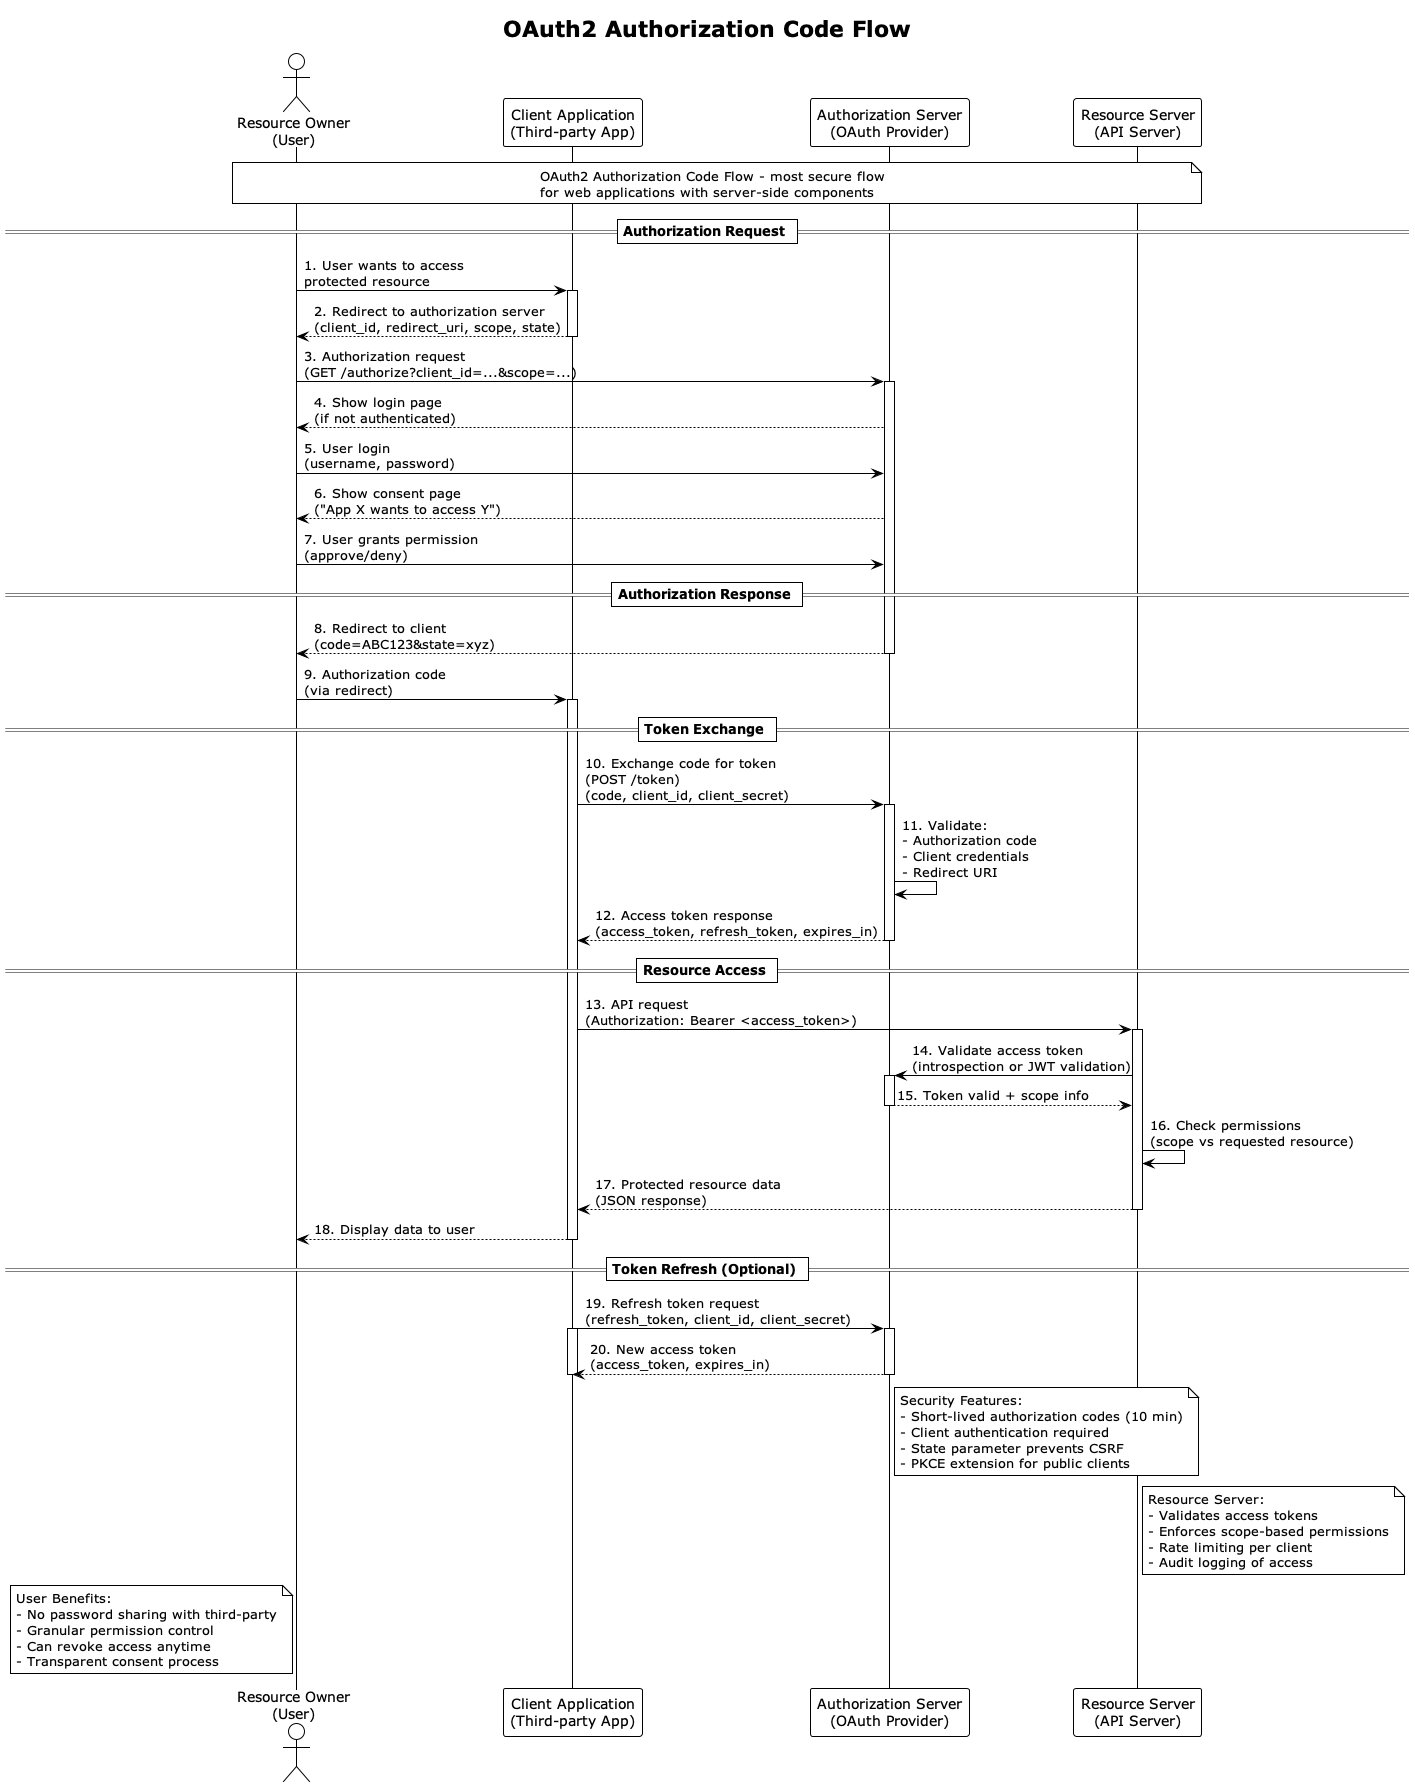 OAuth2 Authorization Code Flow
Resource Owner
(User)
Client Application
(Third-party App)
Authorization Server
(OAuth Provider)
Resource Server
(API Server)
OAuth2 Authorization Code Flow - most secure flow
for web applications with server-side components
Authorization Request
1. User wants to access
protected resource
2. Redirect to authorization server
(client_id, redirect_uri, scope, state)
3. Authorization request
(GET /authorize?client_id=...&scope=...)
4. Show login page
(if not authenticated)
5. User login
(username, password)
6. Show consent page
("App X wants to access Y")
7. User grants permission
(approve/deny)
Authorization Response
8. Redirect to client
(code=ABC123&state=xyz)
9. Authorization code
(via redirect)
Token Exchange
10. Exchange code for token
(POST /token)
(code, client_id, client_secret)
11. Validate:
- Authorization code
- Client credentials
- Redirect URI
12. Access token response
(access_token, refresh_token, expires_in)
Resource Access
13. API request
(Authorization: Bearer <access_token>)
14. Validate access token
(introspection or JWT validation)
15. Token valid + scope info
16. Check permissions
(scope vs requested resource)
17. Protected resource data
(JSON response)
18. Display data to user
Token Refresh (Optional)
19. Refresh token request
(refresh_token, client_id, client_secret)
20. New access token
(access_token, expires_in)
Security Features:
- Short-lived authorization codes (10 min)
- Client authentication required
- State parameter prevents CSRF
- PKCE extension for public clients
Resource Server:
- Validates access tokens
- Enforces scope-based permissions
- Rate limiting per client
- Audit logging of access
User Benefits:
- No password sharing with third-party
- Granular permission control
- Can revoke access anytime
- Transparent consent process
Resource Owner
(User)
Client Application
(Third-party App)
Authorization Server
(OAuth Provider)
Resource Server
(API Server)